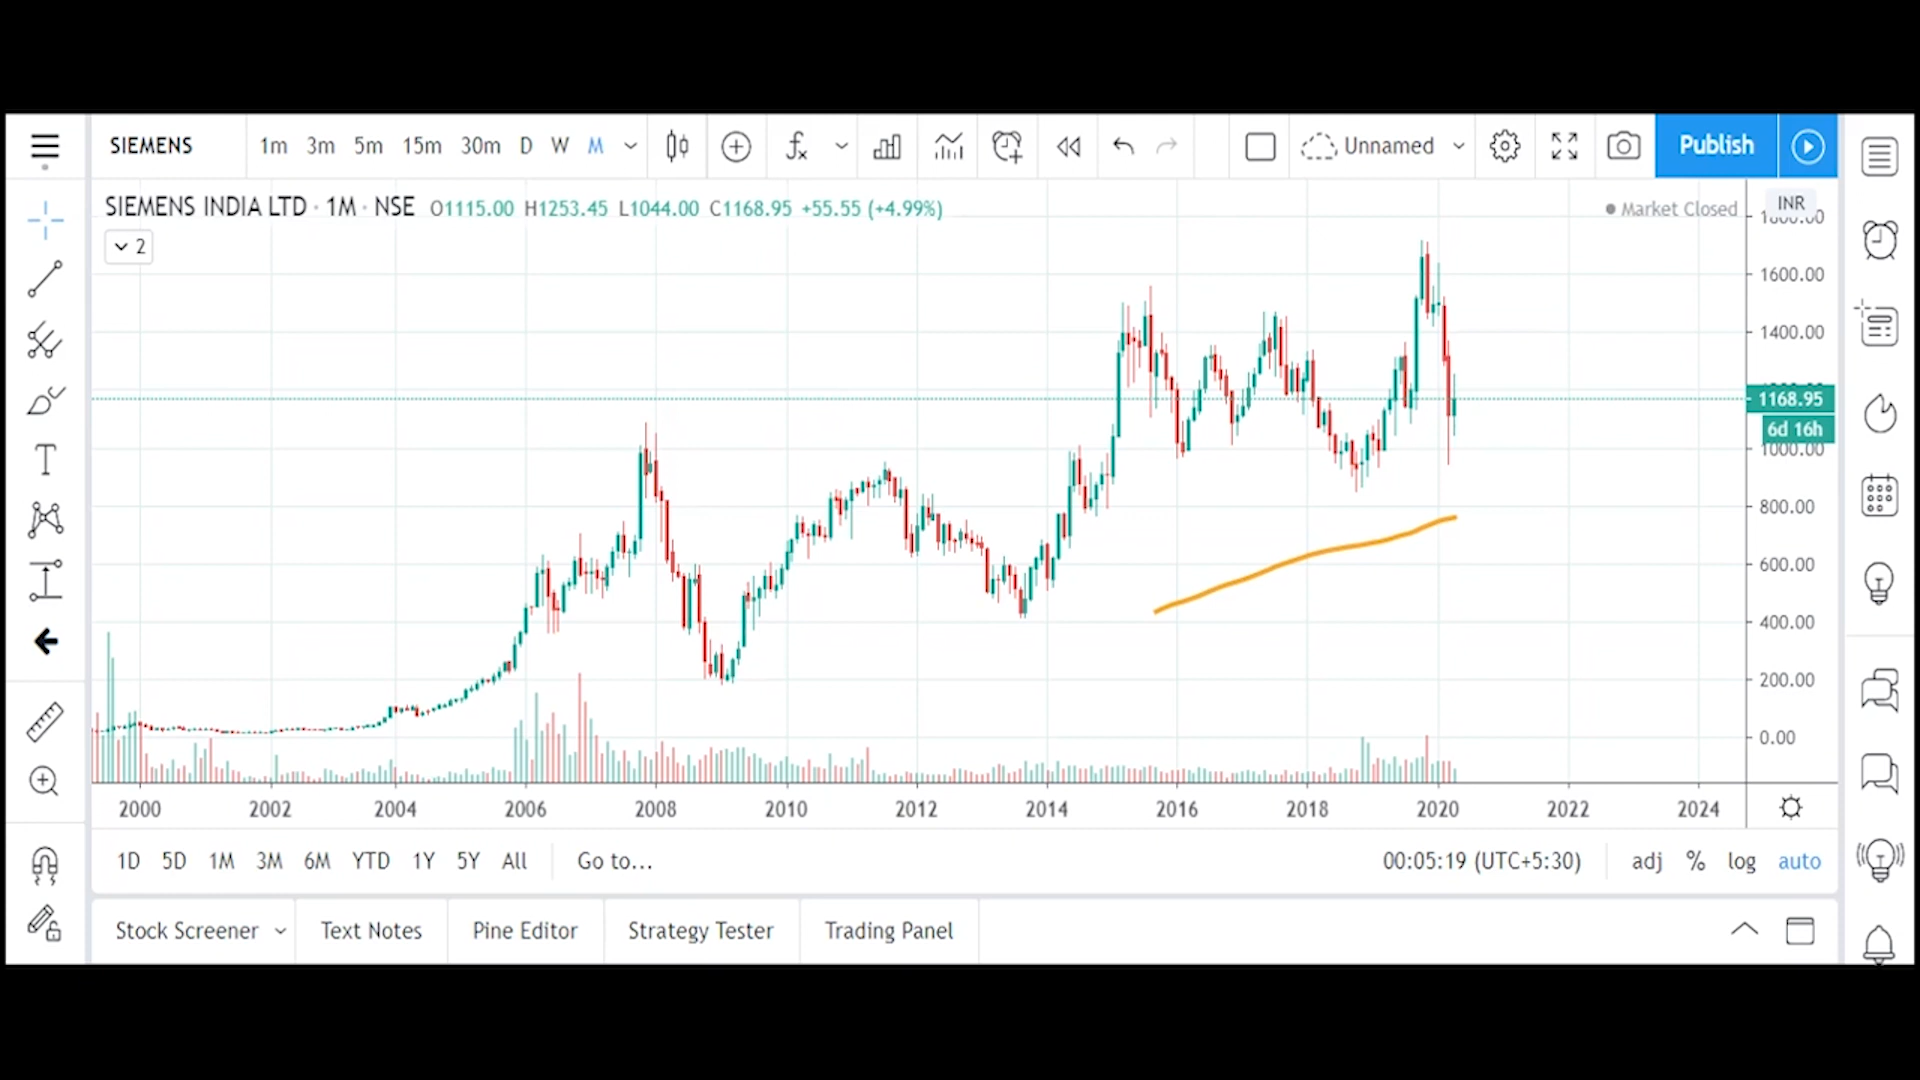 SIEMENS 1m 3m 5m 15m 30m D W M Unnamed Publish
SIEMENS INDIA LTD · 1M · NSE O1115.00 H1253.45 L1044.00 C1168.95 +55.55 (+4.99%) Market Closed INR
2
1600.00
1400.00
1168.95
6d 16h
1000.00
800.00
600.00
400.00
200.00
0.00
2000 2002 2004 2006 2008 2010 2012 2014 2016 2018 2020 2022 2024
1D 5D 1M 3M 6M YTD 1Y 5Y All Go to... 00:05:19 (UTC+5:30) adj % log auto
Stock Screener Text Notes Pine Editor Strategy Tester Trading Panel